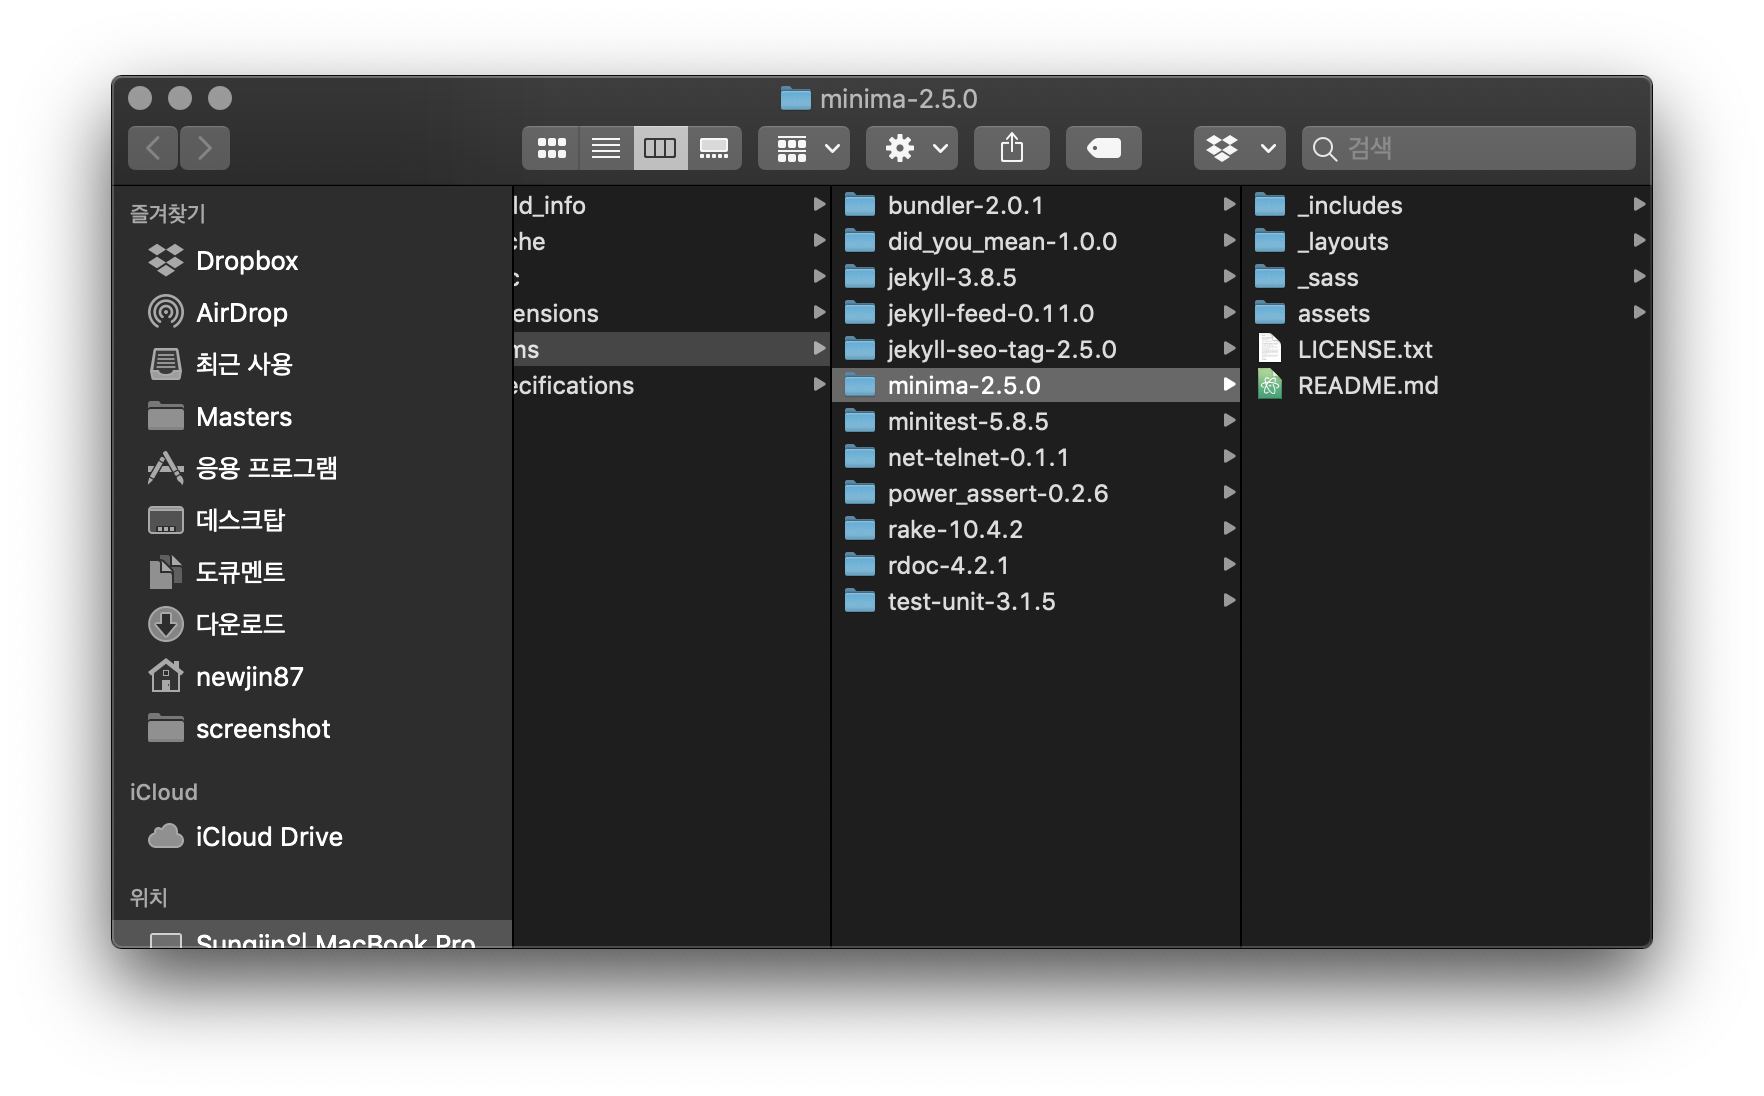 minima-2.5.0
검색
즐겨찾기
Dropbox
AirDrop
최근 사용
Masters
응용 프로그램
데스크탑
도큐멘트
다운로드
newjin87
screenshot
iCloud
iCloud Drive
위치
Sungjin의 MacBook Pro
ld_info
che
c
ensions
ms
ecifications
bundler-2.0.1
did_you_mean-1.0.0
jekyll-3.8.5
jekyll-feed-0.11.0
jekyll-seo-tag-2.5.0
minima-2.5.0
minitest-5.8.5
net-telnet-0.1.1
power_assert-0.2.6
rake-10.4.2
rdoc-4.2.1
test-unit-3.1.5
_includes
_layouts
_sass
assets
LICENSE.txt
README.md